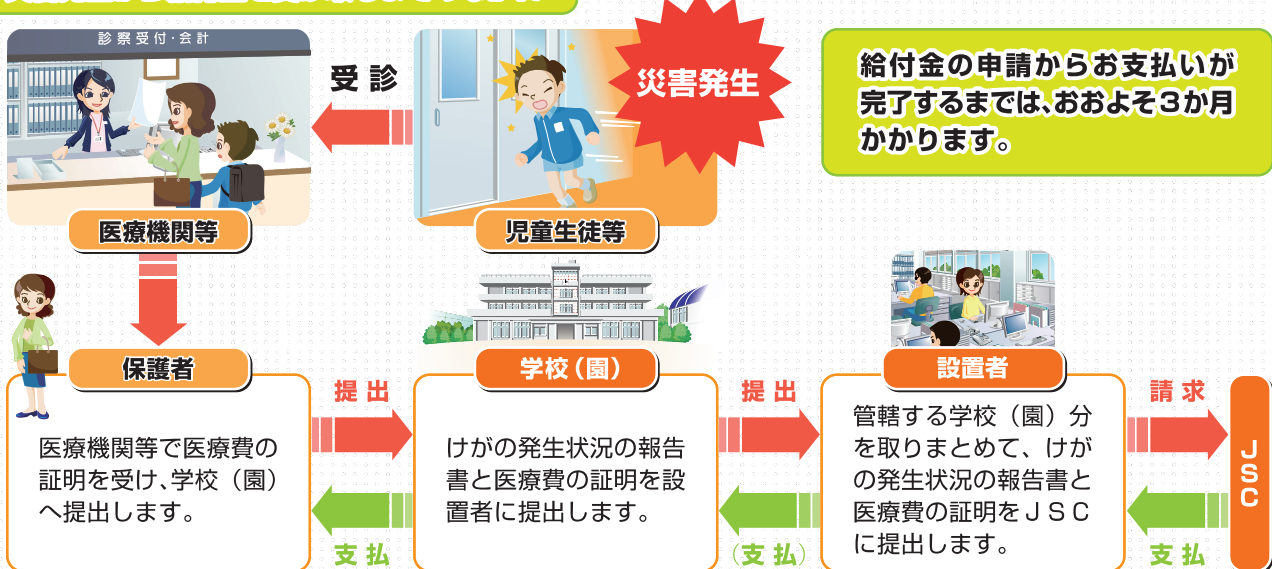 診察受付・会計
受診
災害発生
給付金の申請からお支払いが
完了するまでは、おおよそ3か月
かかります。
医療機関等
児童生徒等
保護者
学校（園）
設置者
提出
提出
請求
医療機関等で医療費の
証明を受け、学校（園）
へ提出します。
けがの発生状況の報告
書と医療費の証明を設
置者に提出します。
管轄する学校（園）分
を取りまとめて、けが
の発生状況の報告書と
医療費の証明をＪＳＣ
に提出します。
JSC
支払
（支払）
支払